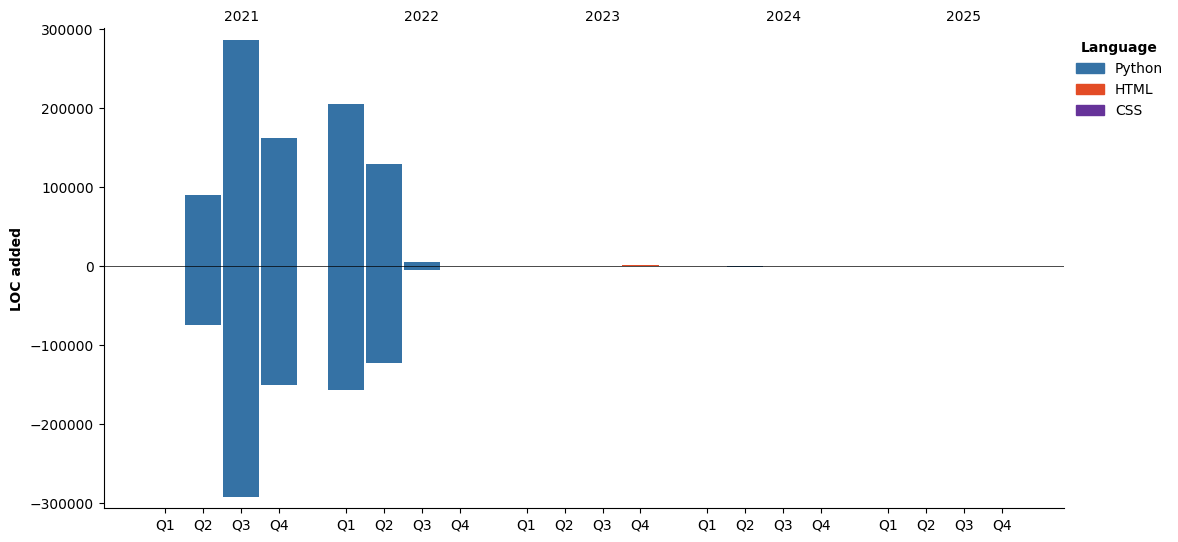 2021 2022 2023 2024 2025
300000
200000
100000
0
−100000
−200000
−300000
LOC added
Q1 Q2 Q3 Q4 Q1 Q2 Q3 Q4 Q1 Q2 Q3 Q4 Q1 Q2 Q3 Q4 Q1 Q2 Q3 Q4
Language
Python
HTML
CSS